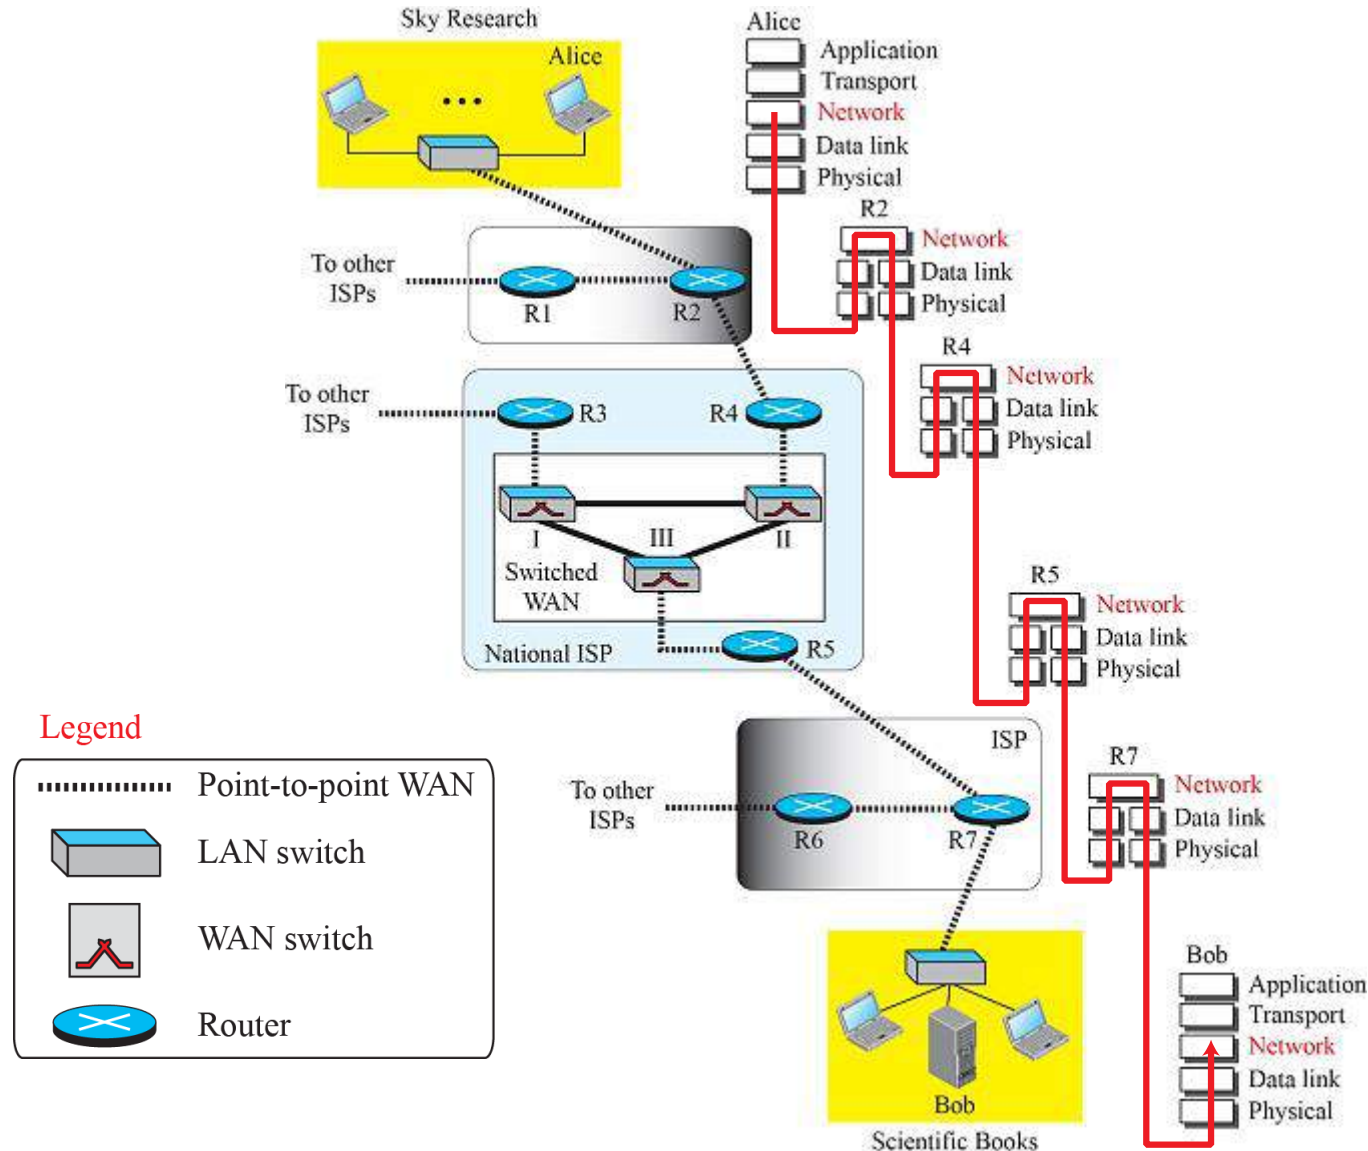 Sky Research
Alice
Alice
Application
Transport
Network
Data link
Physical
R2
Network
Data link
Physical
To other
ISPs
R1
R2
R4
Network
Data link
Physical
To other
ISPs
R3
R4
I
III
II
Switched
WAN
National ISP
R5
R5
Network
Data link
Physical
Legend
Point-to-point WAN
LAN switch
WAN switch
Router
ISP
To other
ISPs
R6
R7
R7
Network
Data link
Physical
Bob
Scientific Books
Bob
Application
Transport
Network
Data link
Physical